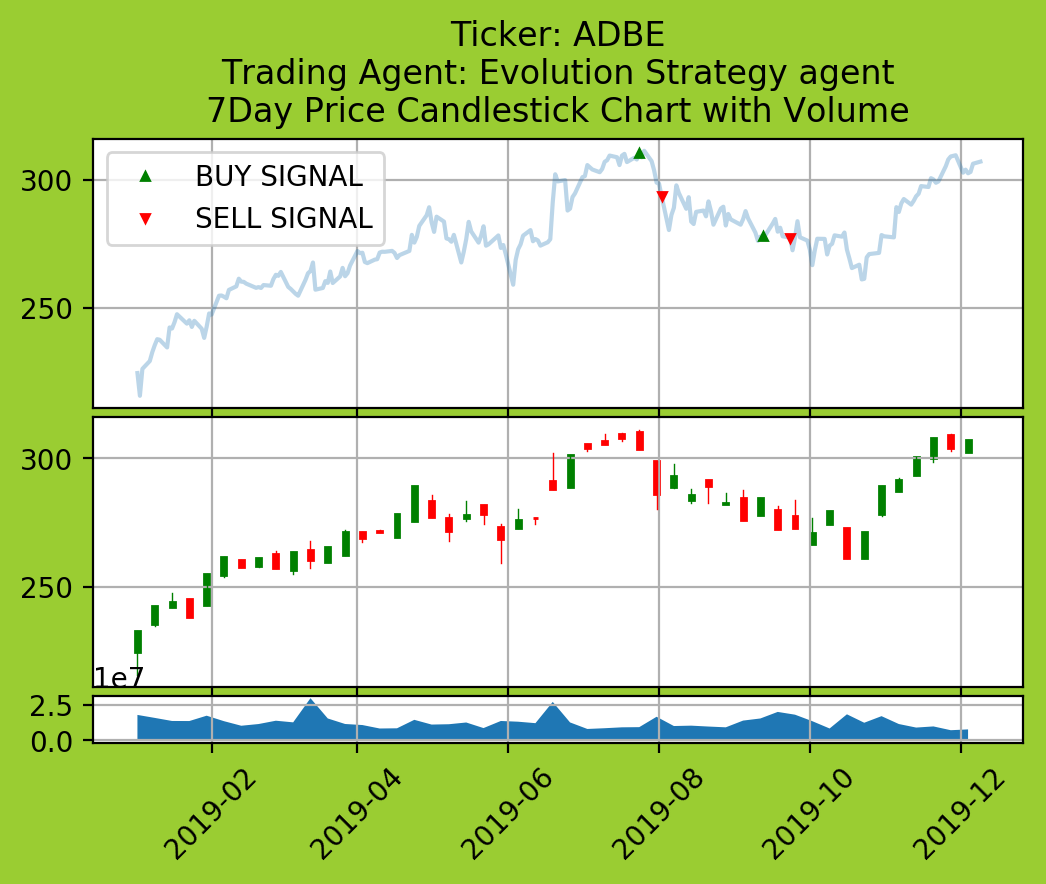 Ticker: ADBE
Trading Agent: Evolution Strategy agent
7Day Price Candlestick Chart with Volume
BUY SIGNAL
SELL SIGNAL
300
250
300
250
1e7
2.5
0.0
2019-02
2019-04
2019-06
2019-08
2019-10
2019-12